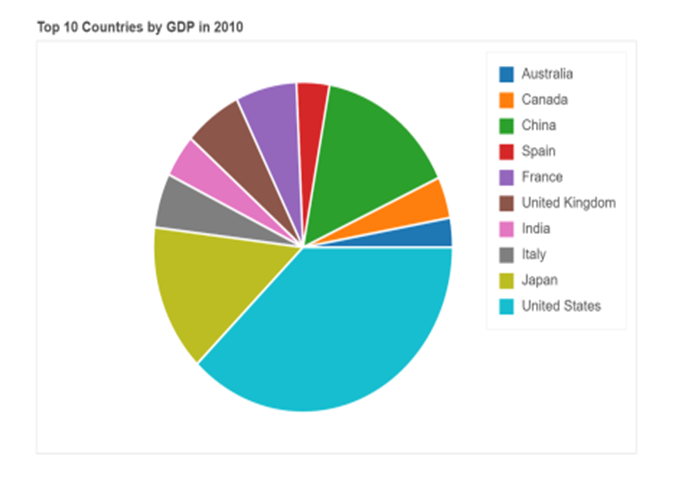 Top 10 Countries by GDP in 2010
Australia
Canada
China
Spain
France
United Kingdom
India
Italy
Japan
United States